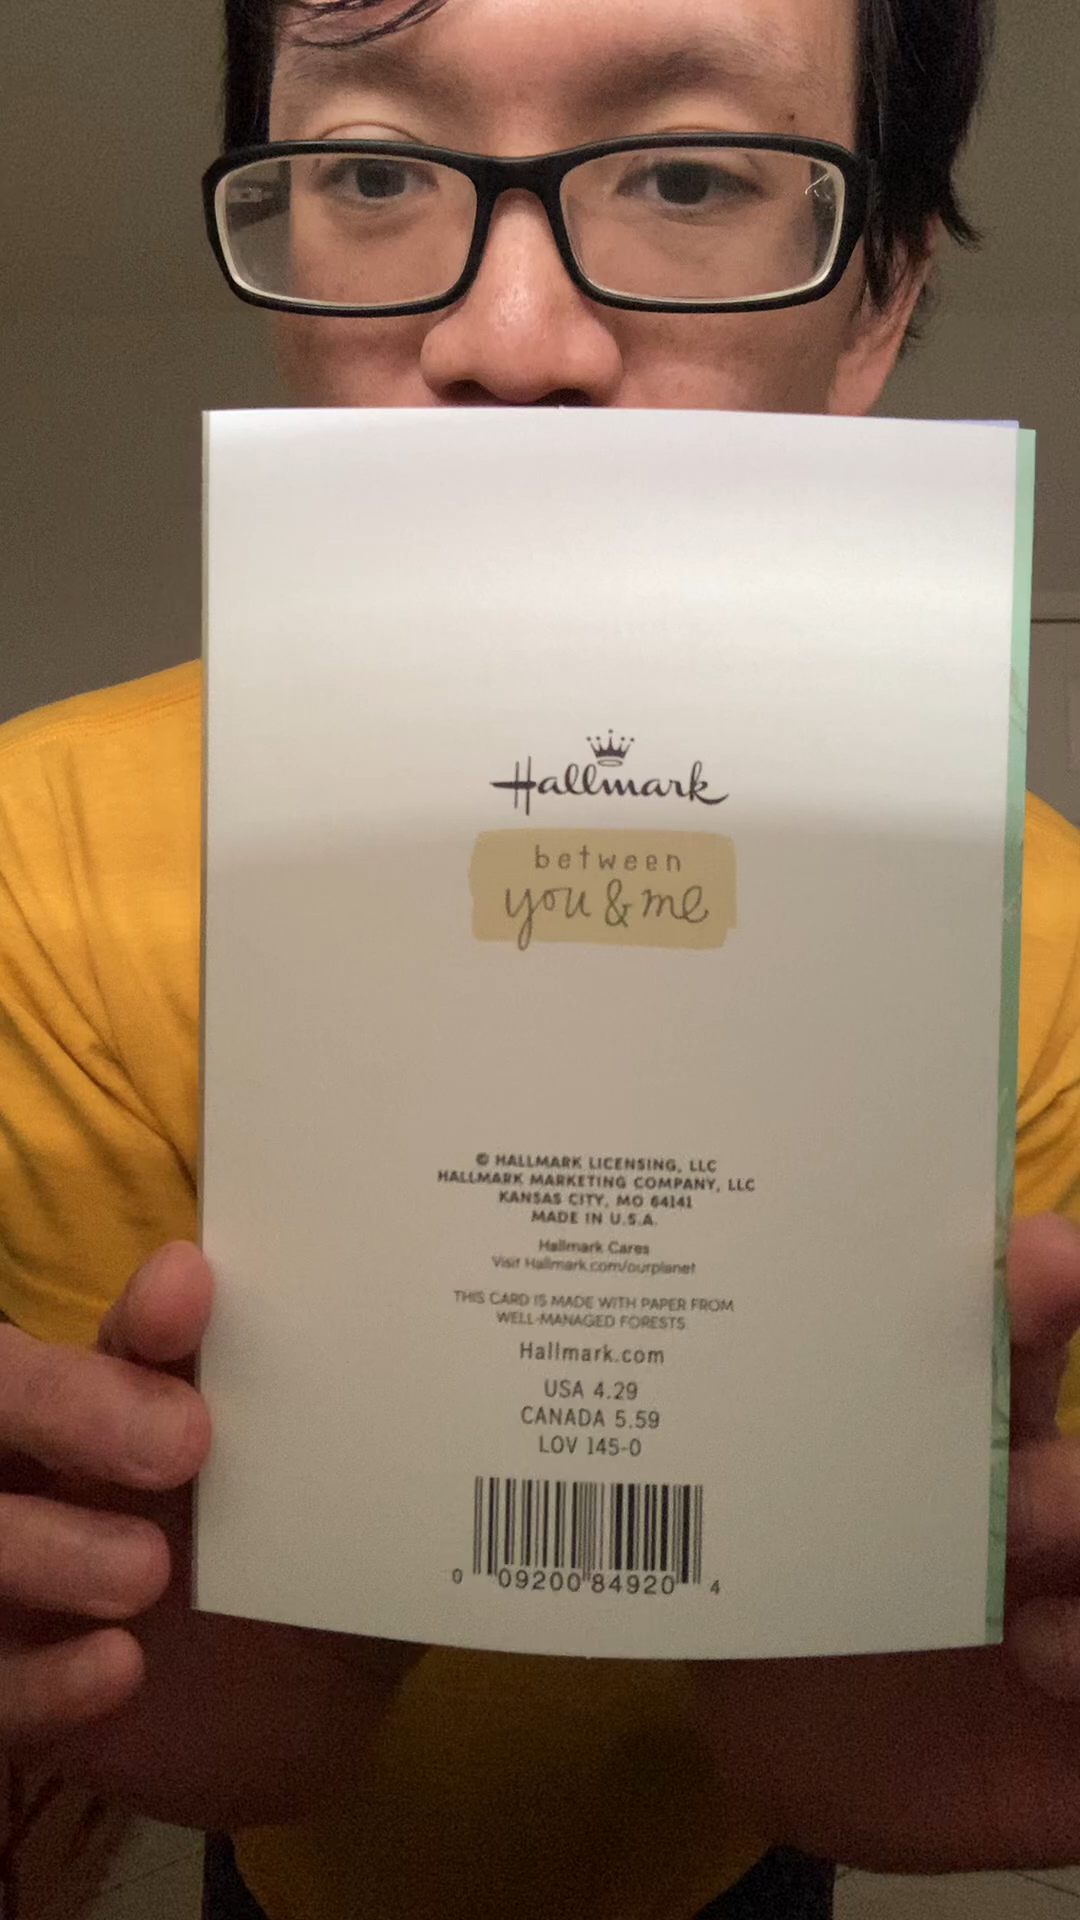 Hallmark
between
you & me
© HALLMARK LICENSING, LLC
HALLMARK MARKETING COMPANY, LLC
KANSAS CITY, MO 64141
MADE IN U.S.A.
Hallmark Cares
Visit Hallmark.com/ourplanet
THIS CARD IS MADE WITH PAPER FROM
WELL-MANAGED FORESTS
Hallmark.com
USA 4.29
CANADA 5.59
LOV 145-0
0 09200 84920 4